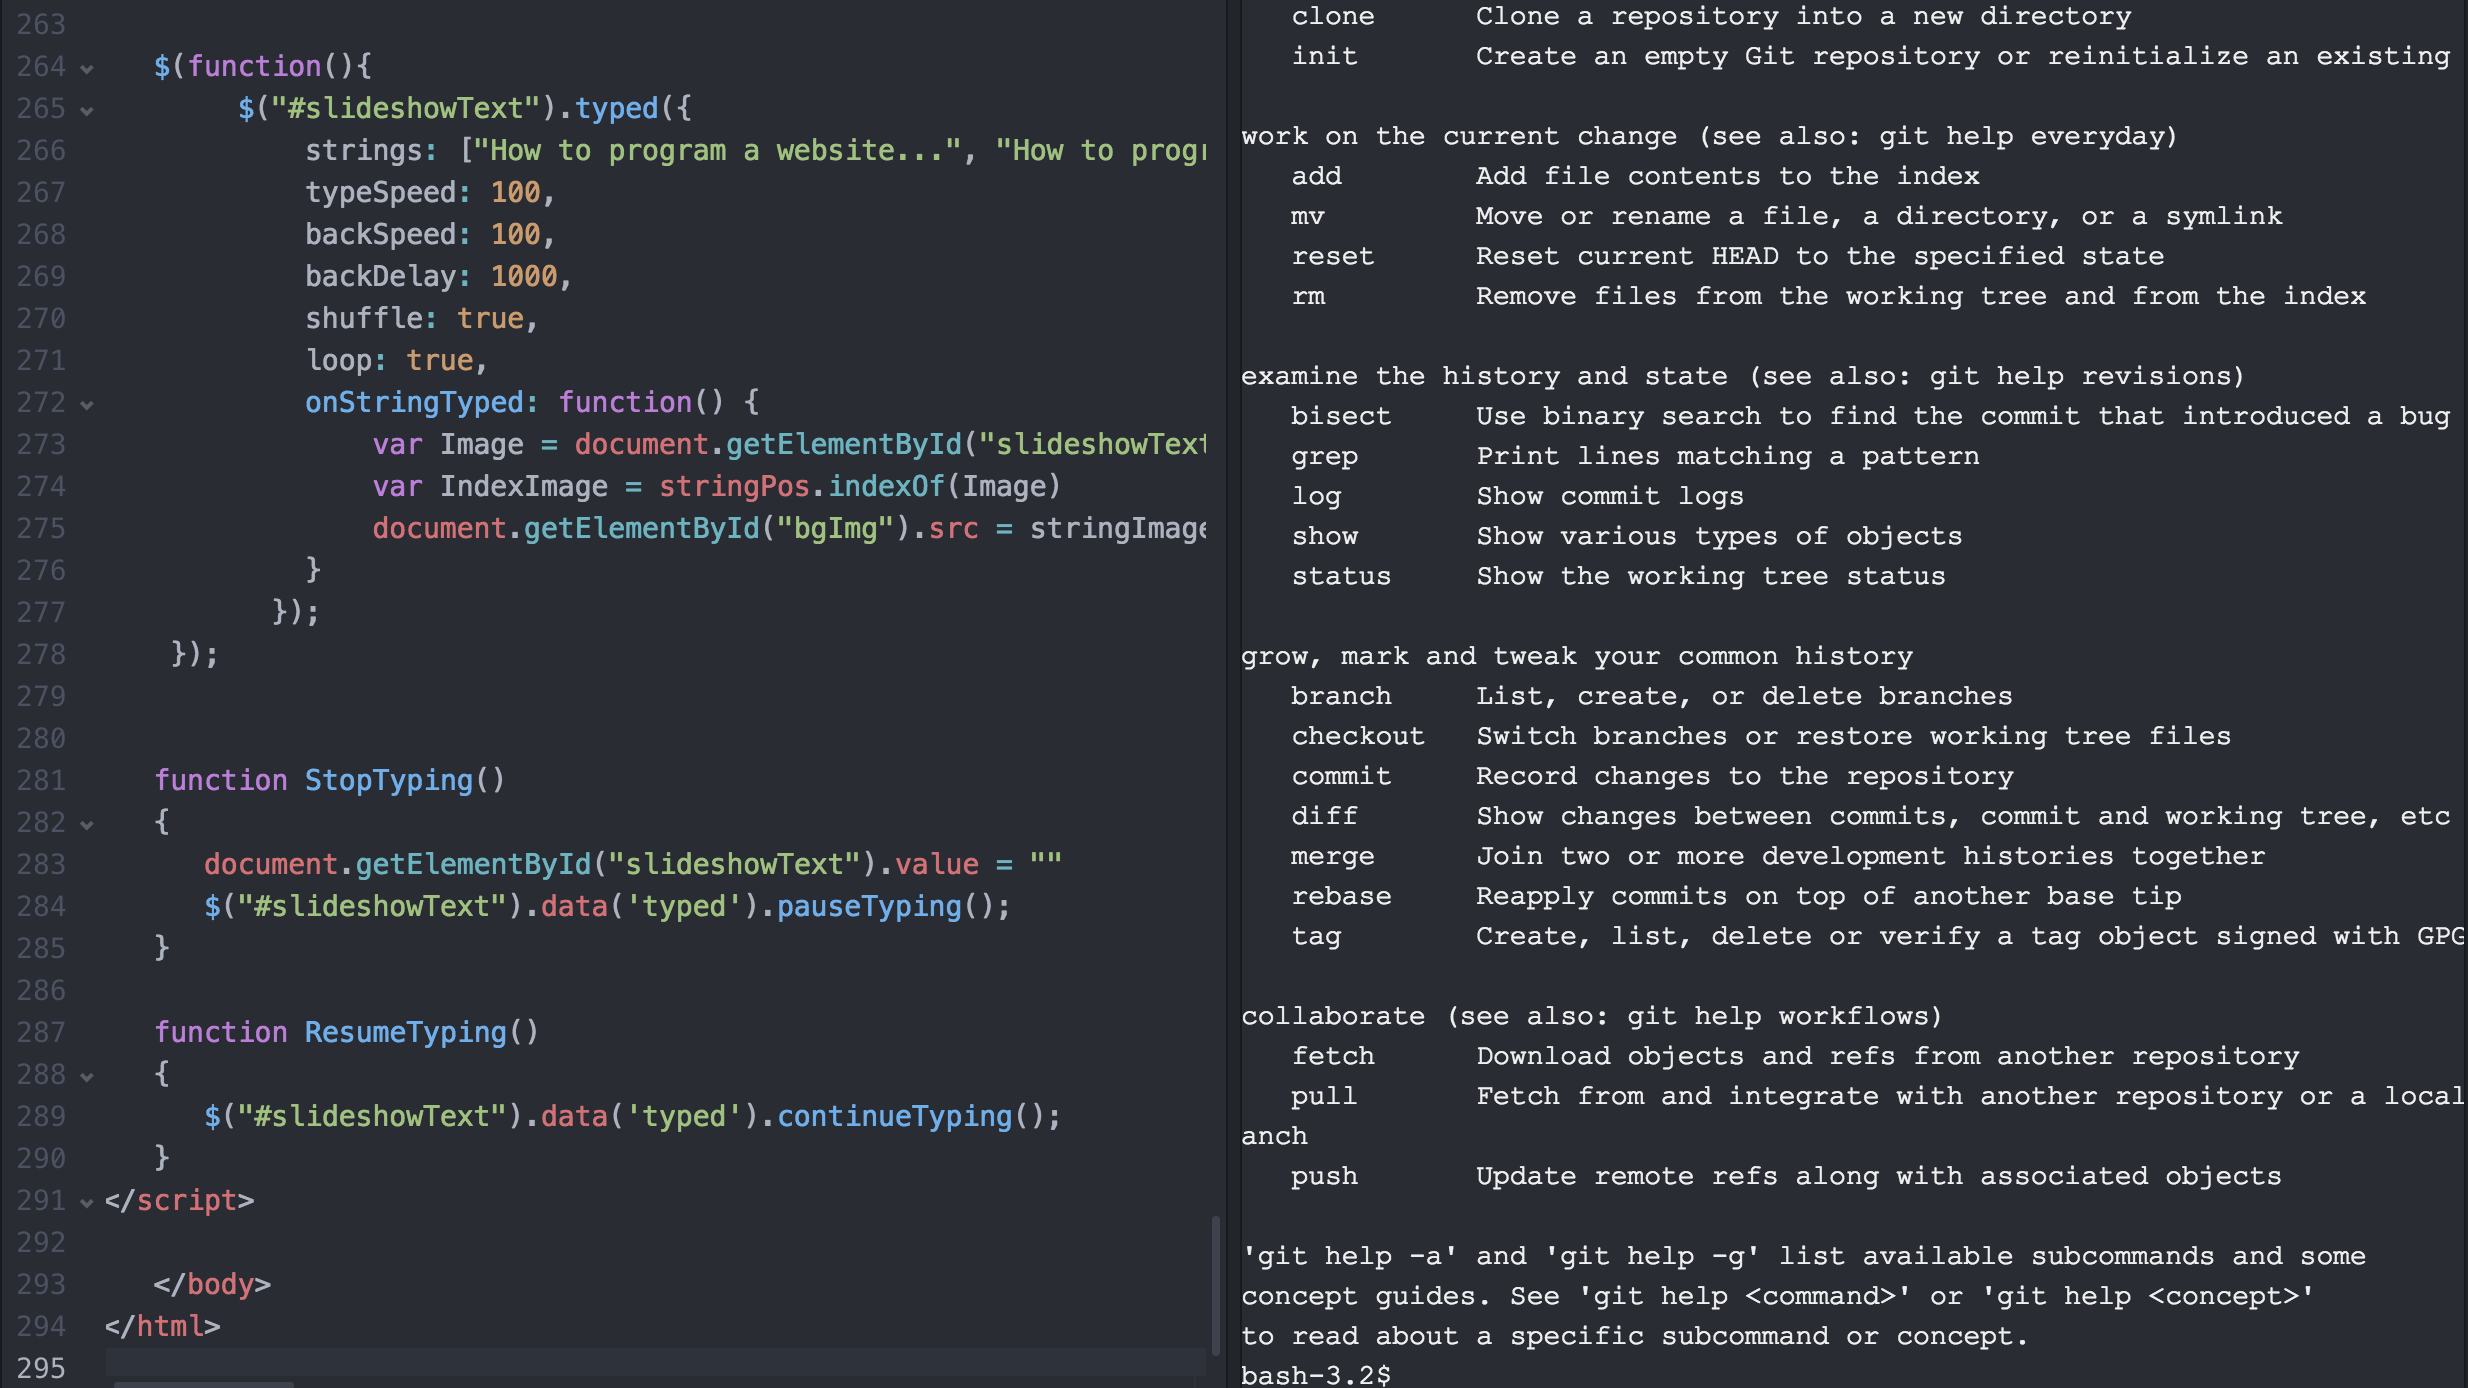 263
264 $(function(){
265 $("#slideshowText").typed({
266 strings: ["How to program a website...", "How to progr
267 typeSpeed: 100,
268 backSpeed: 100,
269 backDelay: 1000,
270 shuffle: true,
271 loop: true,
272 onStringTyped: function() {
273 var Image = document.getElementById("slideshowText
274 var IndexImage = stringPos.indexOf(Image)
275 document.getElementById("bgImg").src = stringImage
276 }
277 });
278 });
279
280
281 function StopTyping()
282 {
283 document.getElementById("slideshowText").value = ""
284 $("#slideshowText").data('typed').pauseTyping();
285 }
286
287 function ResumeTyping()
288 {
289 $("#slideshowText").data('typed').continueTyping();
290 }
291 </script>
292
293 </body>
294 </html>
295
clone Clone a repository into a new directory
init Create an empty Git repository or reinitialize an existing
work on the current change (see also: git help everyday)
add Add file contents to the index
mv Move or rename a file, a directory, or a symlink
reset Reset current HEAD to the specified state
rm Remove files from the working tree and from the index
examine the history and state (see also: git help revisions)
bisect Use binary search to find the commit that introduced a bug
grep Print lines matching a pattern
log Show commit logs
show Show various types of objects
status Show the working tree status
grow, mark and tweak your common history
branch List, create, or delete branches
checkout Switch branches or restore working tree files
commit Record changes to the repository
diff Show changes between commits, commit and working tree, etc
merge Join two or more development histories together
rebase Reapply commits on top of another base tip
tag Create, list, delete or verify a tag object signed with GPG
collaborate (see also: git help workflows)
fetch Download objects and refs from another repository
pull Fetch from and integrate with another repository or a local
anch
push Update remote refs along with associated objects
'git help -a' and 'git help -g' list available subcommands and some
concept guides. See 'git help <command>' or 'git help <concept>'
to read about a specific subcommand or concept.
bash-3.2$